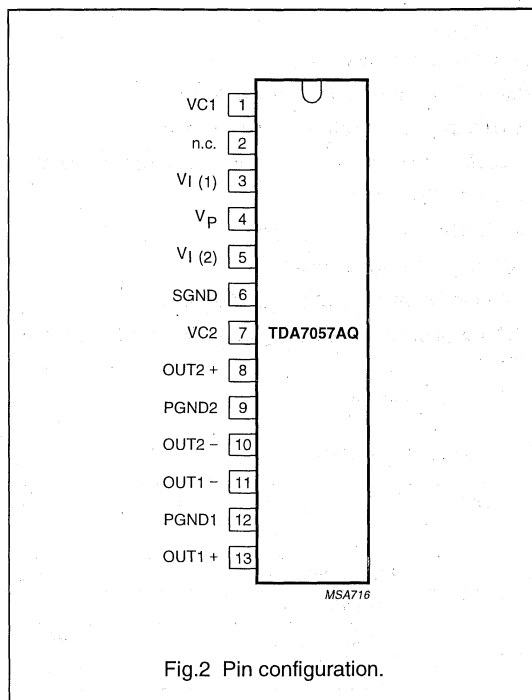 VC1 1
n.c. 2
VI (1) 3
VP 4
VI (2) 5
SGND 6
VC2 7 TDA7057AQ
OUT2 + 8
PGND2 9
OUT2 – 10
OUT1 – 11
PGND1 12
OUT1 + 13
MSA716
Fig.2 Pin configuration.